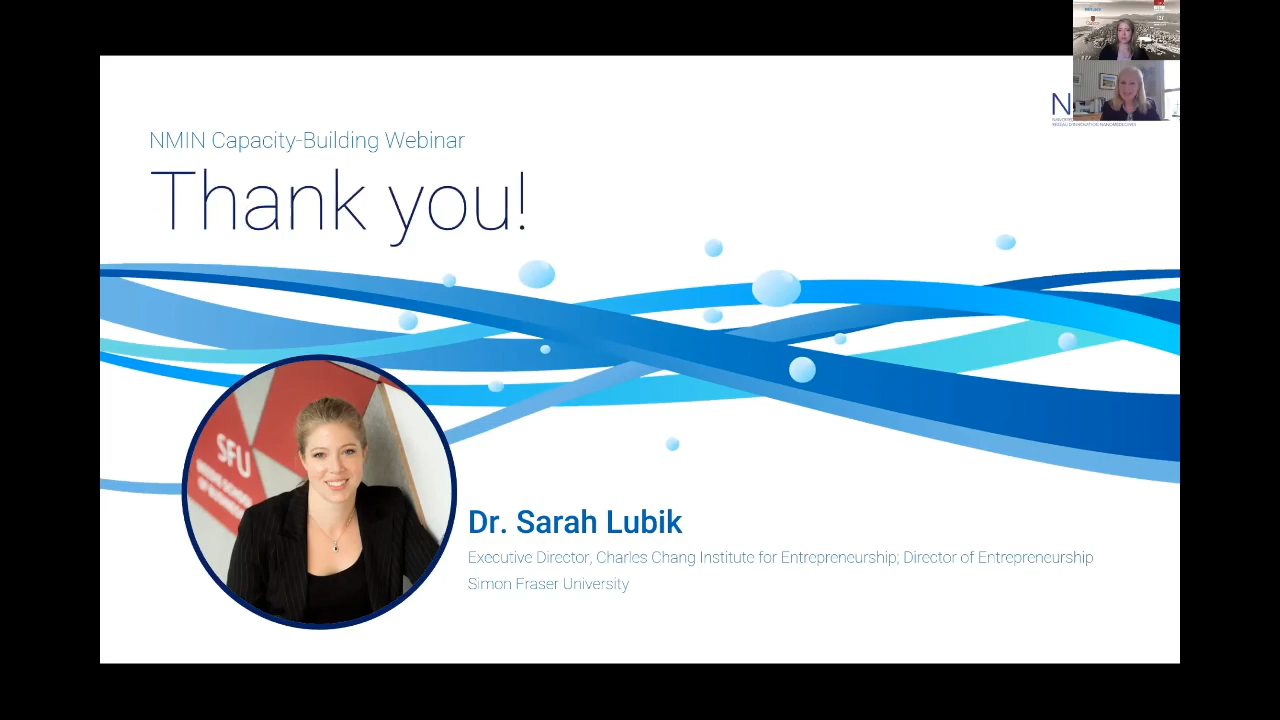 NMIN Capacity-Building Webinar
Thank you!
SFU
Dr. Sarah Lubik
Executive Director, Charles Chang Institute for Entrepreneurship; Director of Entrepreneurship
Simon Fraser University